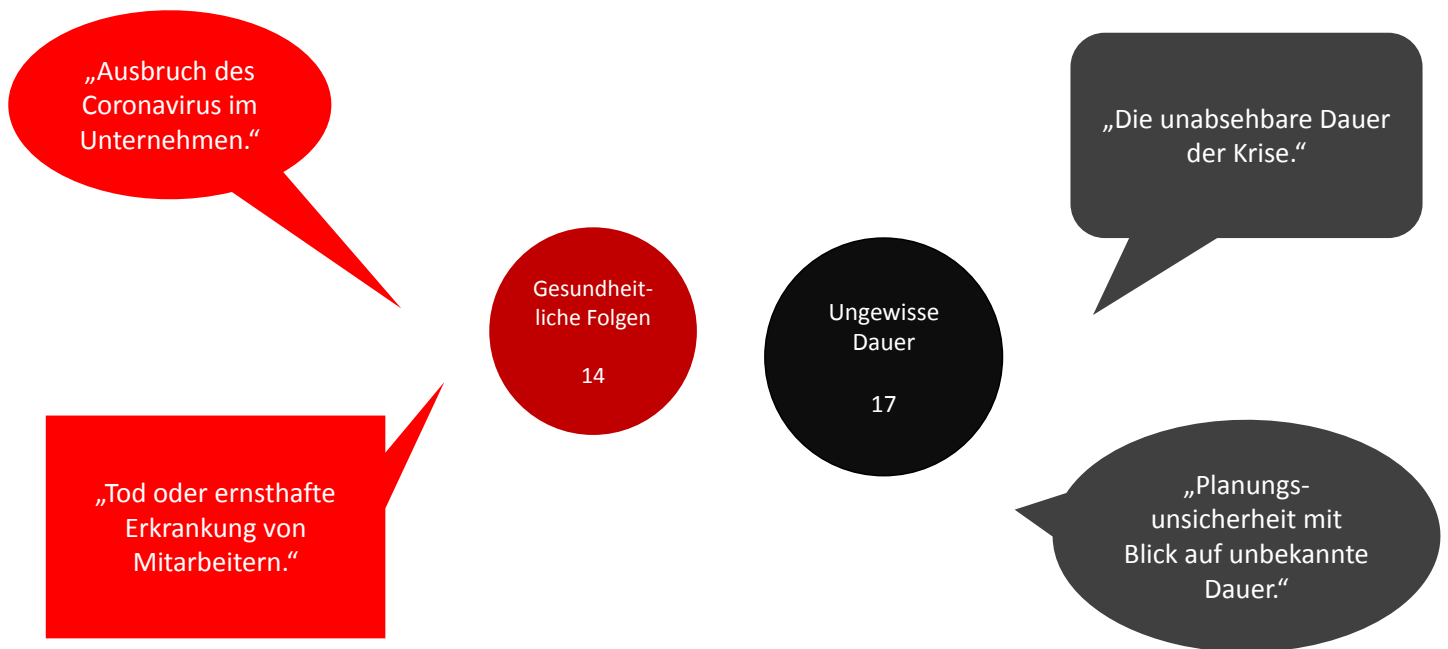 „Ausbruch des
Coronavirus im
Unternehmen.“
„Die unabsehbare Dauer
der Krise.“
Gesundheit-
liche Folgen
14
Ungewisse
Dauer
17
„Tod oder ernsthafte
Erkrankung von
Mitarbeitern.“
„Planungs-
unsicherheit mit
Blick auf unbekannte
Dauer.“